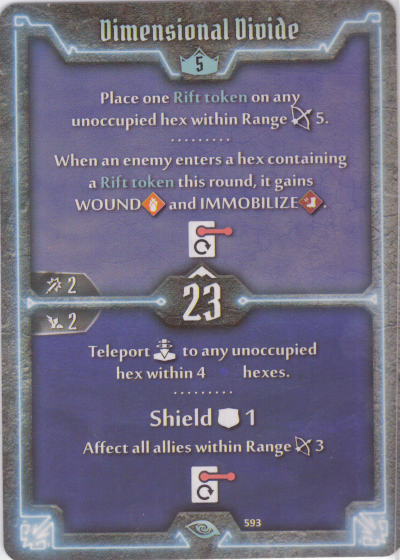 Dimensional Divide
5
Place one Rift token on any
unoccupied hex within Range 5.
When an enemy enters a hex containing
a Rift token this round, it gains
WOUND and IMMOBILIZE.
2
23
2
Teleport to any unoccupied
hex within 4 hexes.
Shield 1
Affect all allies within Range 3
593